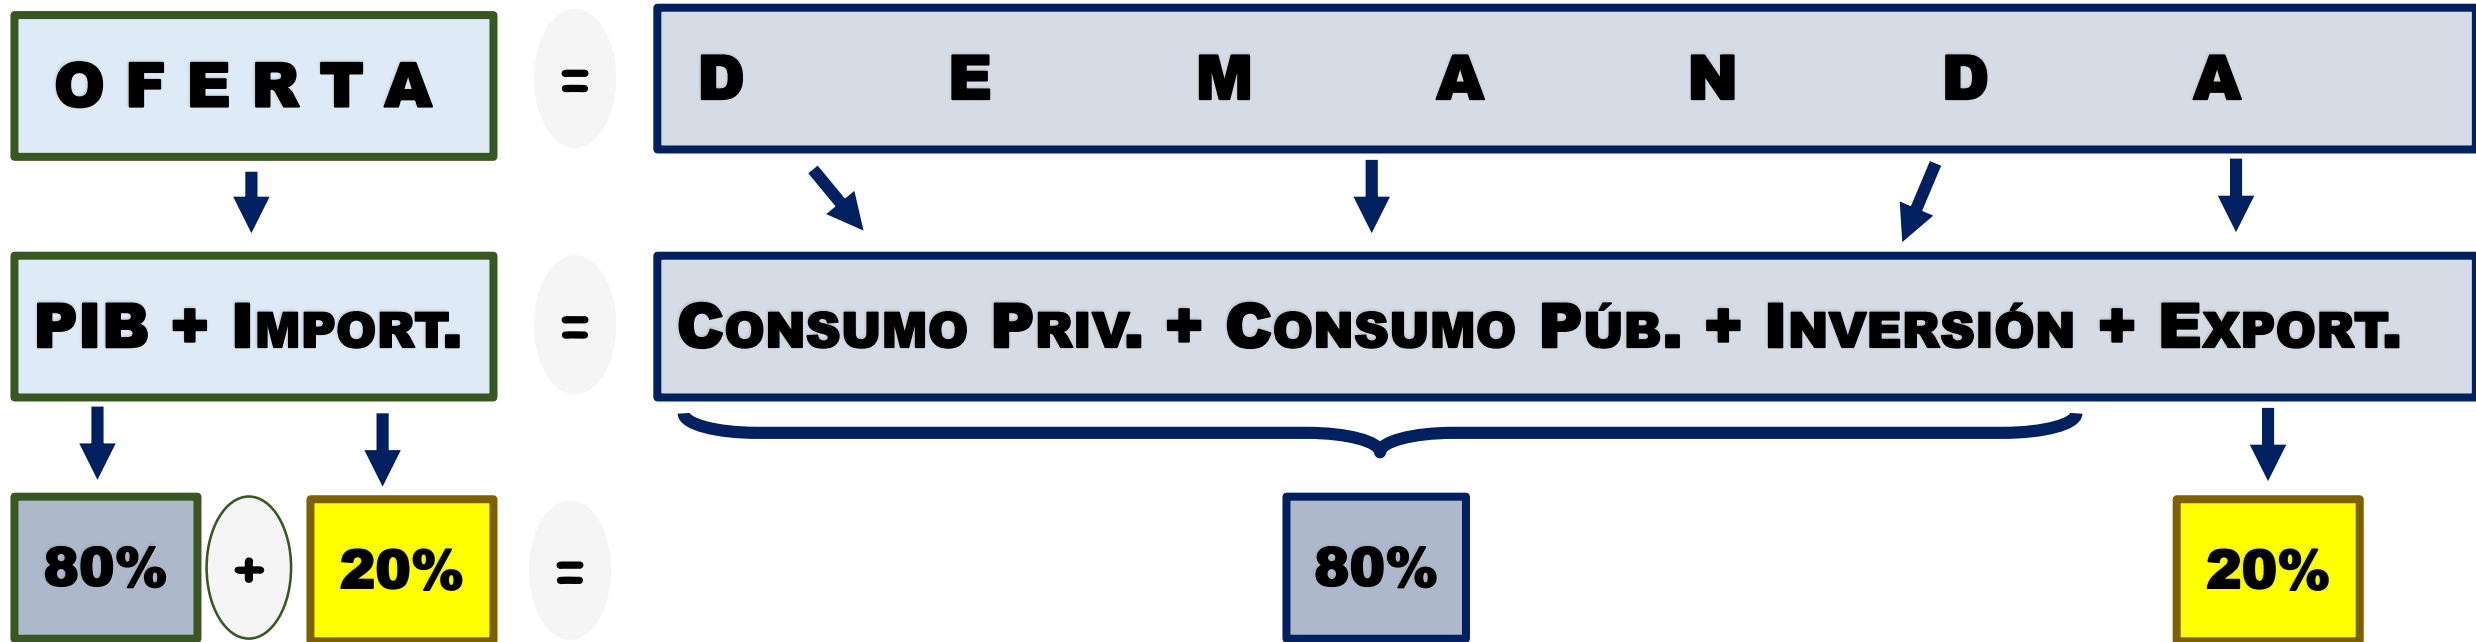 O F E R T A = D E M A N D A
PIB + IMPORT. = CONSUMO PRIV. + CONSUMO PÚB. + INVERSIÓN + EXPORT.
80% + 20% = 80% 20%